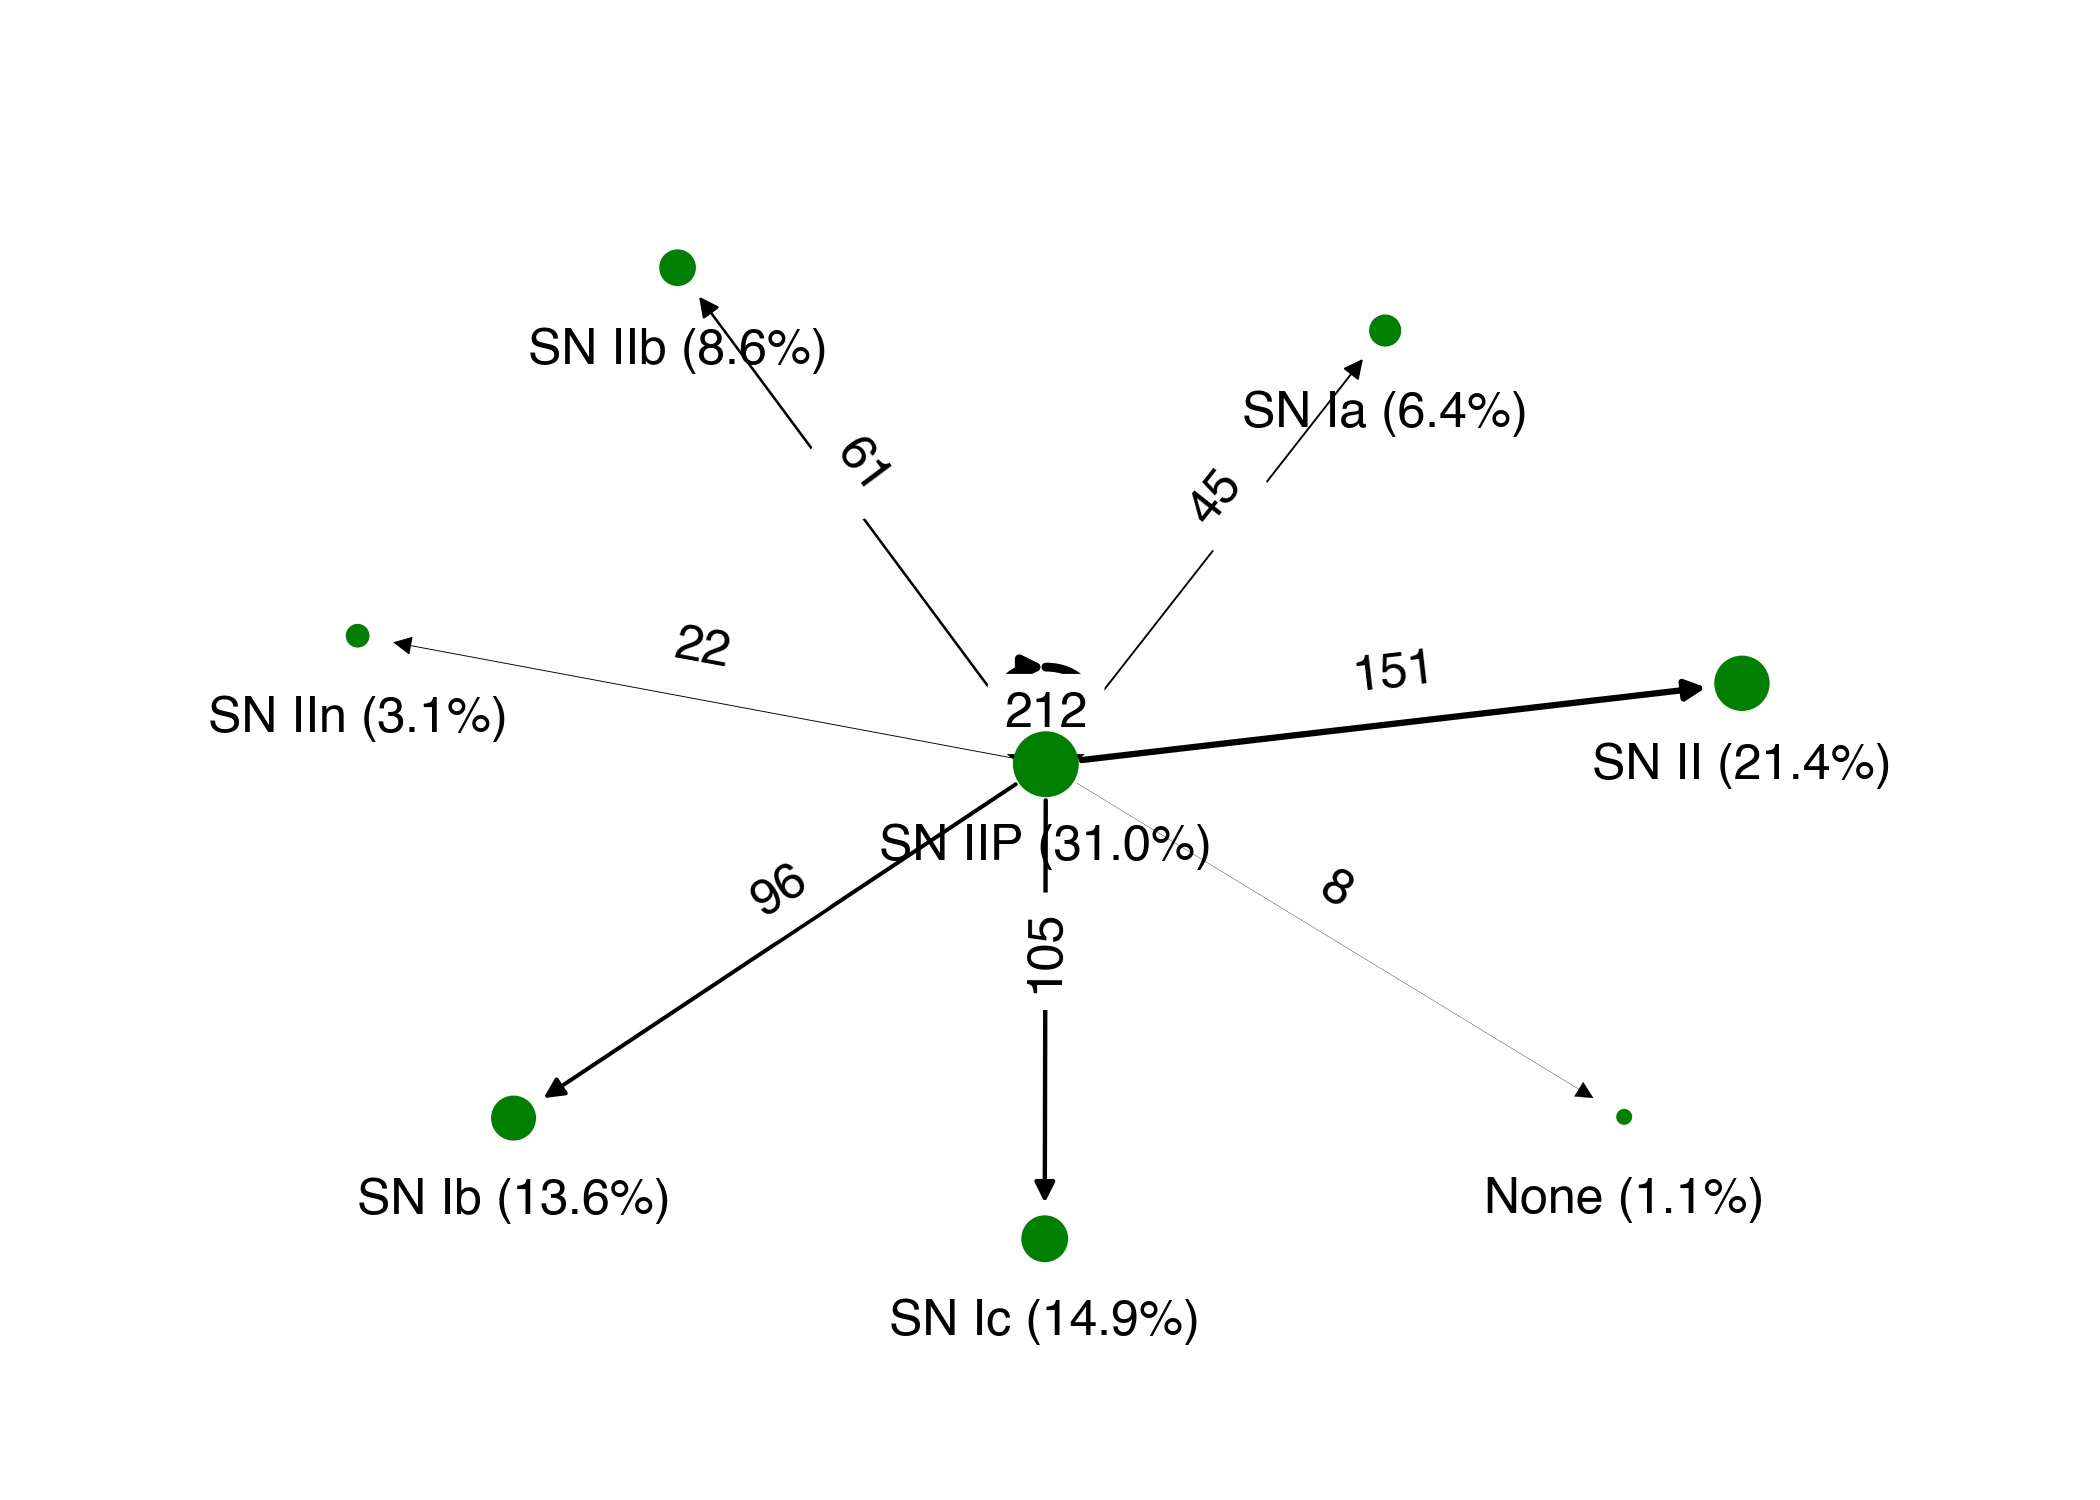 SN IIb (8.6%)
SN Ia (6.4%)
61
45
22
151
SN IIn (3.1%)
212
SN II (21.4%)
SN IIP (31.0%)
96
8
105
SN Ib (13.6%)
None (1.1%)
SN Ic (14.9%)